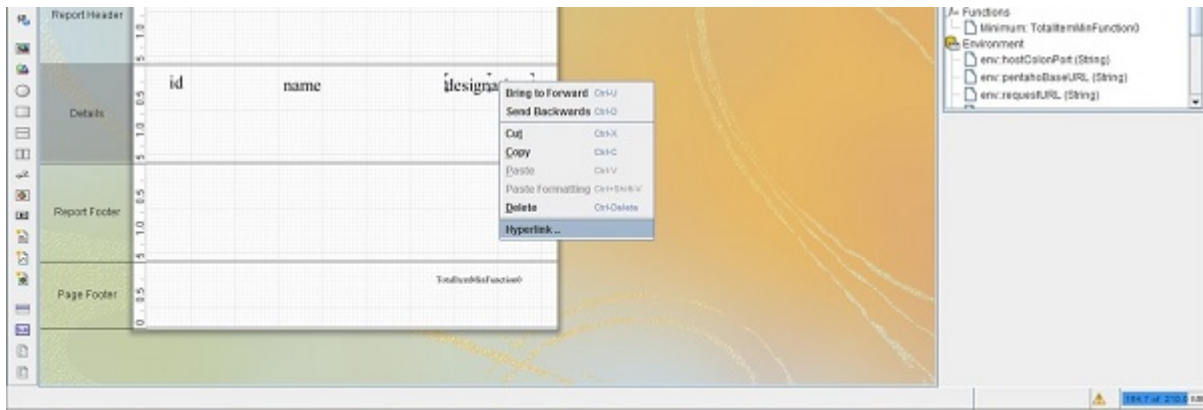 Report Header
Details
Report Footer
Page Footer
id
name
designation
TotalItemMinFunction0
Bring to Forward Ctrl-U
Send Backwards Ctrl-D
Cut Ctrl-X
Copy Ctrl-C
Paste Ctrl-V
Paste Formatting Ctrl+Shift-V
Delete Ctrl-Delete
Hyperlink...
Functions
Minimum: TotalItemMinFunction0
Environment
env:hostColonPort (String)
env:pentahoBaseURL (String)
env:requestURL (String)